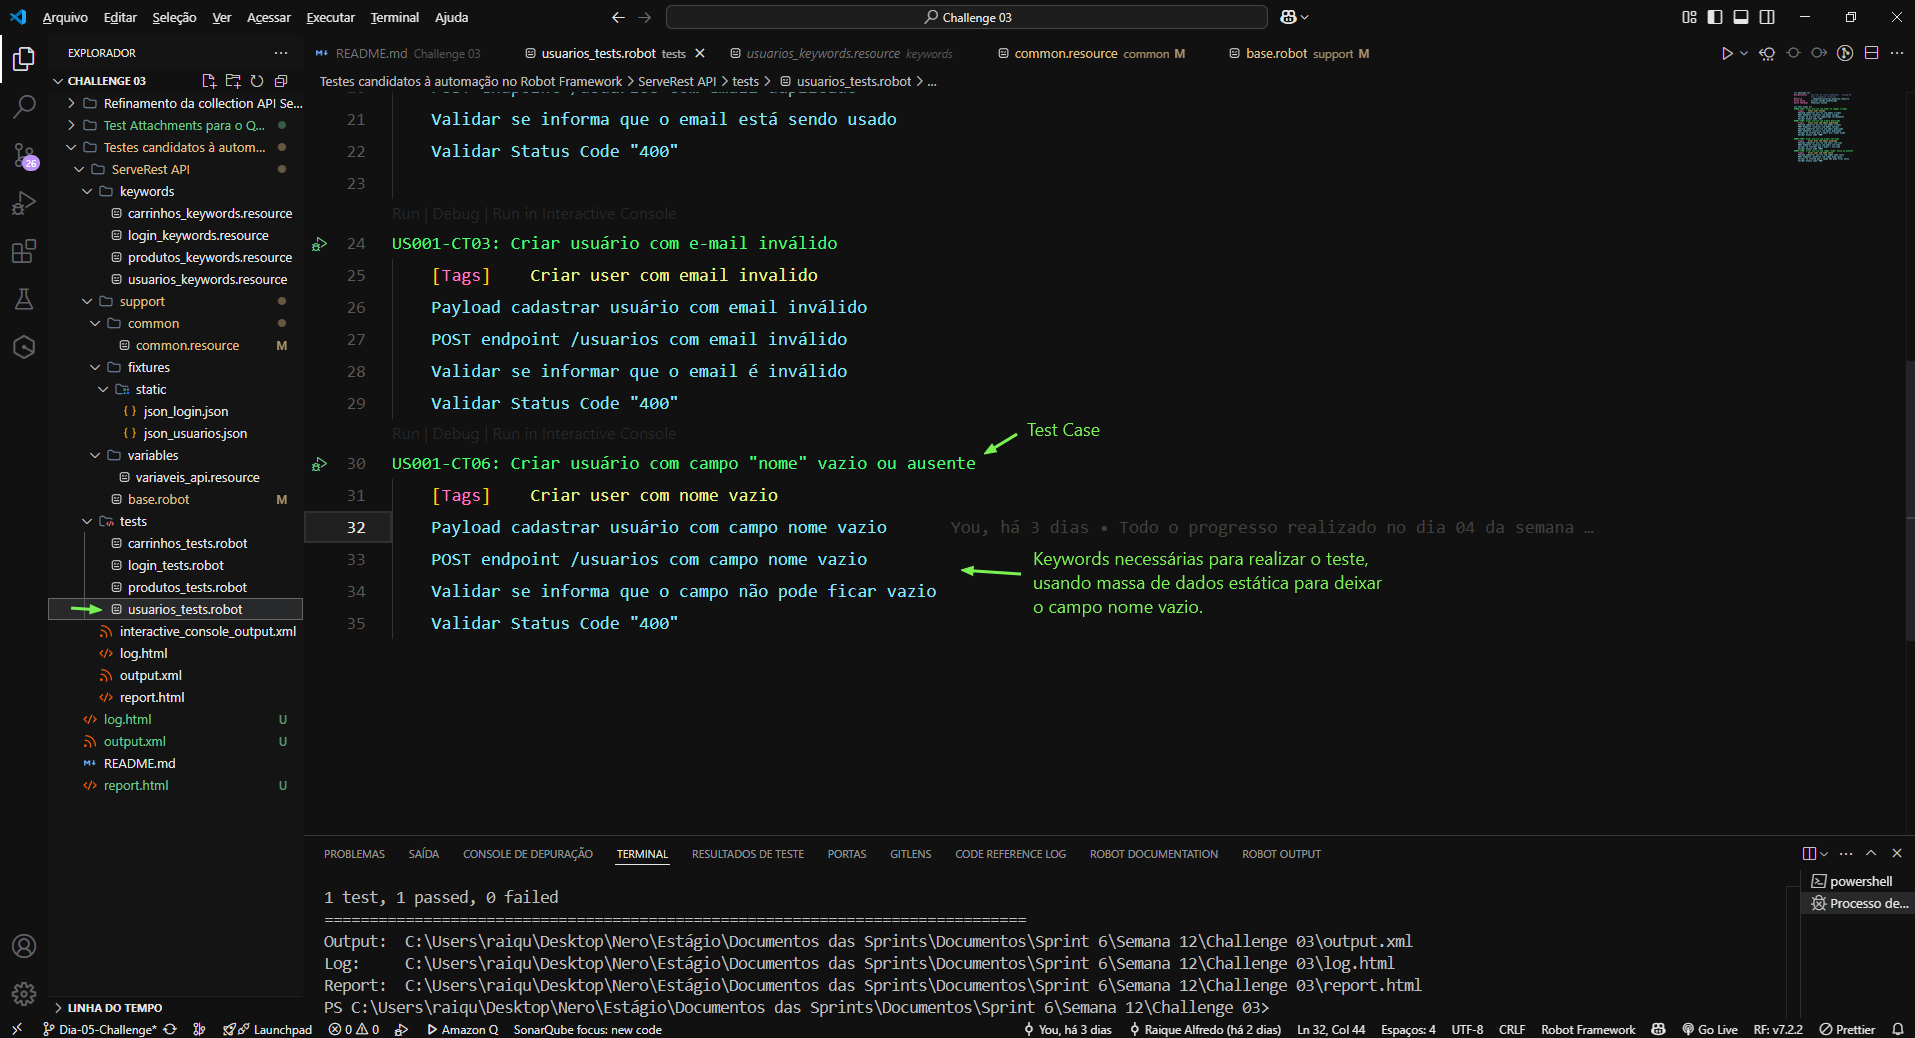 Arquivo Editar Seleção Ver Acessar Executar Terminal Ajuda
Challenge 03
EXPLORADOR
README.md Challenge 03
usuarios_tests.robot tests
usuarios_keywords.resource keywords
common.resource common M
base.robot support M
CHALLENGE 03
Testes candidatos à automação no Robot Framework > ServeRest API > tests > usuarios_tests.robot > ...
Refinamento da collection API Se...
Test Attachments para o Q...
Testes candidatos à autom...
ServeRest API
keywords
carrinhos_keywords.resource
login_keywords.resource
produtos_keywords.resource
usuarios_keywords.resource
support
common
common.resource M
fixtures
static
json_login.json
json_usuarios.json
variables
variaveis_api.resource
base.robot M
tests
carrinhos_tests.robot
login_tests.robot
produtos_tests.robot
usuarios_tests.robot
interactive_console_output.xml
log.html
output.xml
report.html
log.html U
output.xml U
README.md
report.html U
LINHA DO TEMPO
26
21 Validar se informa que o email está sendo usado
22 Validar Status Code "400"
23
Run | Debug | Run in Interactive Console
24 US001-CT03: Criar usuário com e-mail inválido
25 [Tags] Criar user com email invalido
26 Payload cadastrar usuário com email inválido
27 POST endpoint /usuarios com email inválido
28 Validar se informar que o email é inválido
29 Validar Status Code "400"
Run | Debug | Run in Interactive Console
Test Case
30 US001-CT06: Criar usuário com campo "nome" vazio ou ausente
31 [Tags] Criar user com nome vazio
32 Payload cadastrar usuário com campo nome vazio You, há 3 dias • Todo o progresso realizado no dia 04 da semana …
33 POST endpoint /usuarios com campo nome vazio
34 Validar se informa que o campo não pode ficar vazio
35 Validar Status Code "400"
Keywords necessárias para realizar o teste,
usando massa de dados estática para deixar
o campo nome vazio.
PROBLEMAS SAÍDA CONSOLE DE DEPURAÇÃO TERMINAL RESULTADOS DE TESTE PORTAS GITLENS CODE REFERENCE LOG ROBOT DOCUMENTATION ROBOT OUTPUT
powershell
Processo de...
1 test, 1 passed, 0 failed
==============================================================================
Output: C:\Users\raiqu\Desktop\Nero\Estágio\Documentos das Sprints\Documentos\Sprint 6\Semana 12\Challenge 03\output.xml
Log: C:\Users\raiqu\Desktop\Nero\Estágio\Documentos das Sprints\Documentos\Sprint 6\Semana 12\Challenge 03\log.html
Report: C:\Users\raiqu\Desktop\Nero\Estágio\Documentos das Sprints\Documentos\Sprint 6\Semana 12\Challenge 03\report.html
PS C:\Users\raiqu\Desktop\Nero\Estágio\Documentos das Sprints\Documentos\Sprint 6\Semana 12\Challenge 03>
Dia-05-Challenge* Launchpad 0 0 Amazon Q SonarQube focus: new code You, há 3 dias Raique Alfredo (há 2 dias) Ln 32, Col 44 Espaços: 4 UTF-8 CRLF Robot Framework Go Live RF: v7.2.2 Prettier